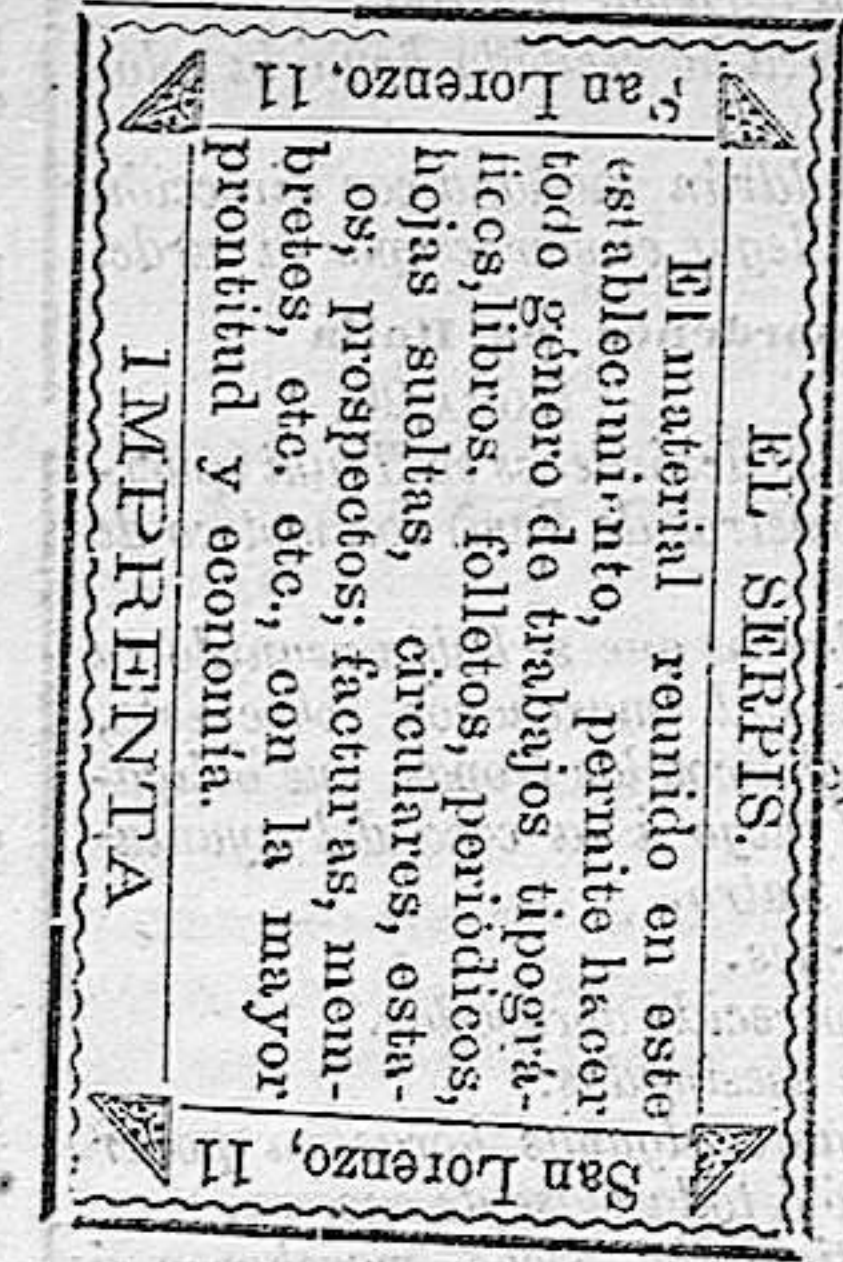 EL SERPIS.
San Lorenzo, 11
El material reunido en este
establecimiento, permite hacer
todo género de trabajos tipográ-
ficos, libros, folletos, periódicos,
hojas sueltas, circulares, esta-
os, prospectos; facturas, mem-
bretes, etc. etc., con la mayor
prontitud y economía.
San Lorenzo, 11
IMPRENTA